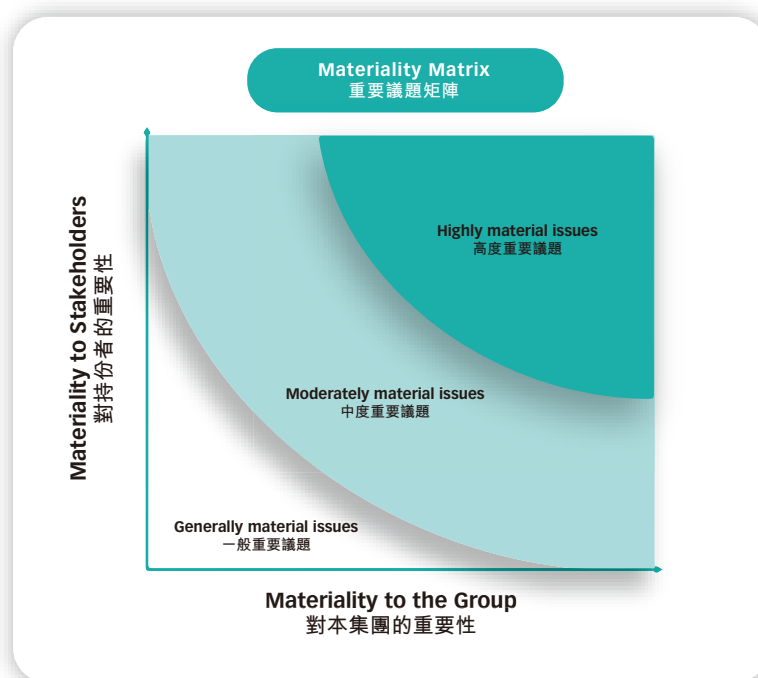 Materiality Matrix
重要議題矩陣
Materiality to Stakeholders
對持份者的重要性
Highly material issues
高度重要議題
Moderately material issues
中度重要議題
Generally material issues
一般重要議題
Materiality to the Group
對本集團的重要性